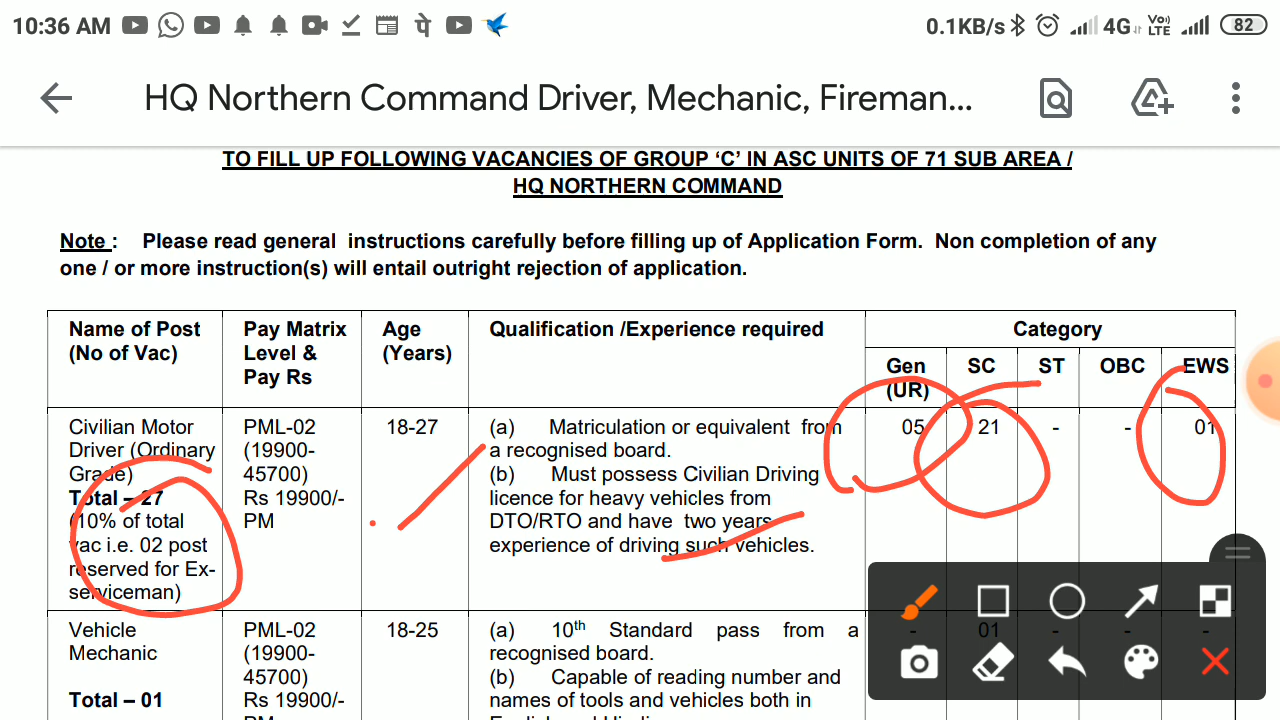 10:36 AM पे 0.1KB/s 4G Vo) LTE 82
HQ Northern Command Driver, Mechanic, Fireman...
TO FILL UP FOLLOWING VACANCIES OF GROUP ‘C’ IN ASC UNITS OF 71 SUB AREA /
HQ NORTHERN COMMAND
Note : Please read general instructions carefully before filling up of Application Form. Non completion of any
one / or more instruction(s) will entail outright rejection of application.
Name of Post
(No of Vac)
Pay Matrix
Level &
Pay Rs
Age
(Years)
Qualification /Experience required
Category
Gen
(UR)
SC
ST
OBC
EWS
Civilian Motor
Driver (Ordinary
Grade)
Total – 27
(10% of total
vac i.e. 02 post
reserved for Ex-
serviceman)
PML-02
(19900-
45700)
Rs 19900/-
PM
18-27
(a) Matriculation or equivalent from
a recognised board.
(b) Must possess Civilian Driving
licence for heavy vehicles from
DTO/RTO and have two years
experience of driving such vehicles.
05
21
-
-
01
Vehicle
Mechanic
Total – 01
PML-02
(19900-
45700)
Rs 19900/-
18-25
(a) 10th Standard pass from a
recognised board.
(b) Capable of reading number and
names of tools and vehicles both in
-
01
-
-
-